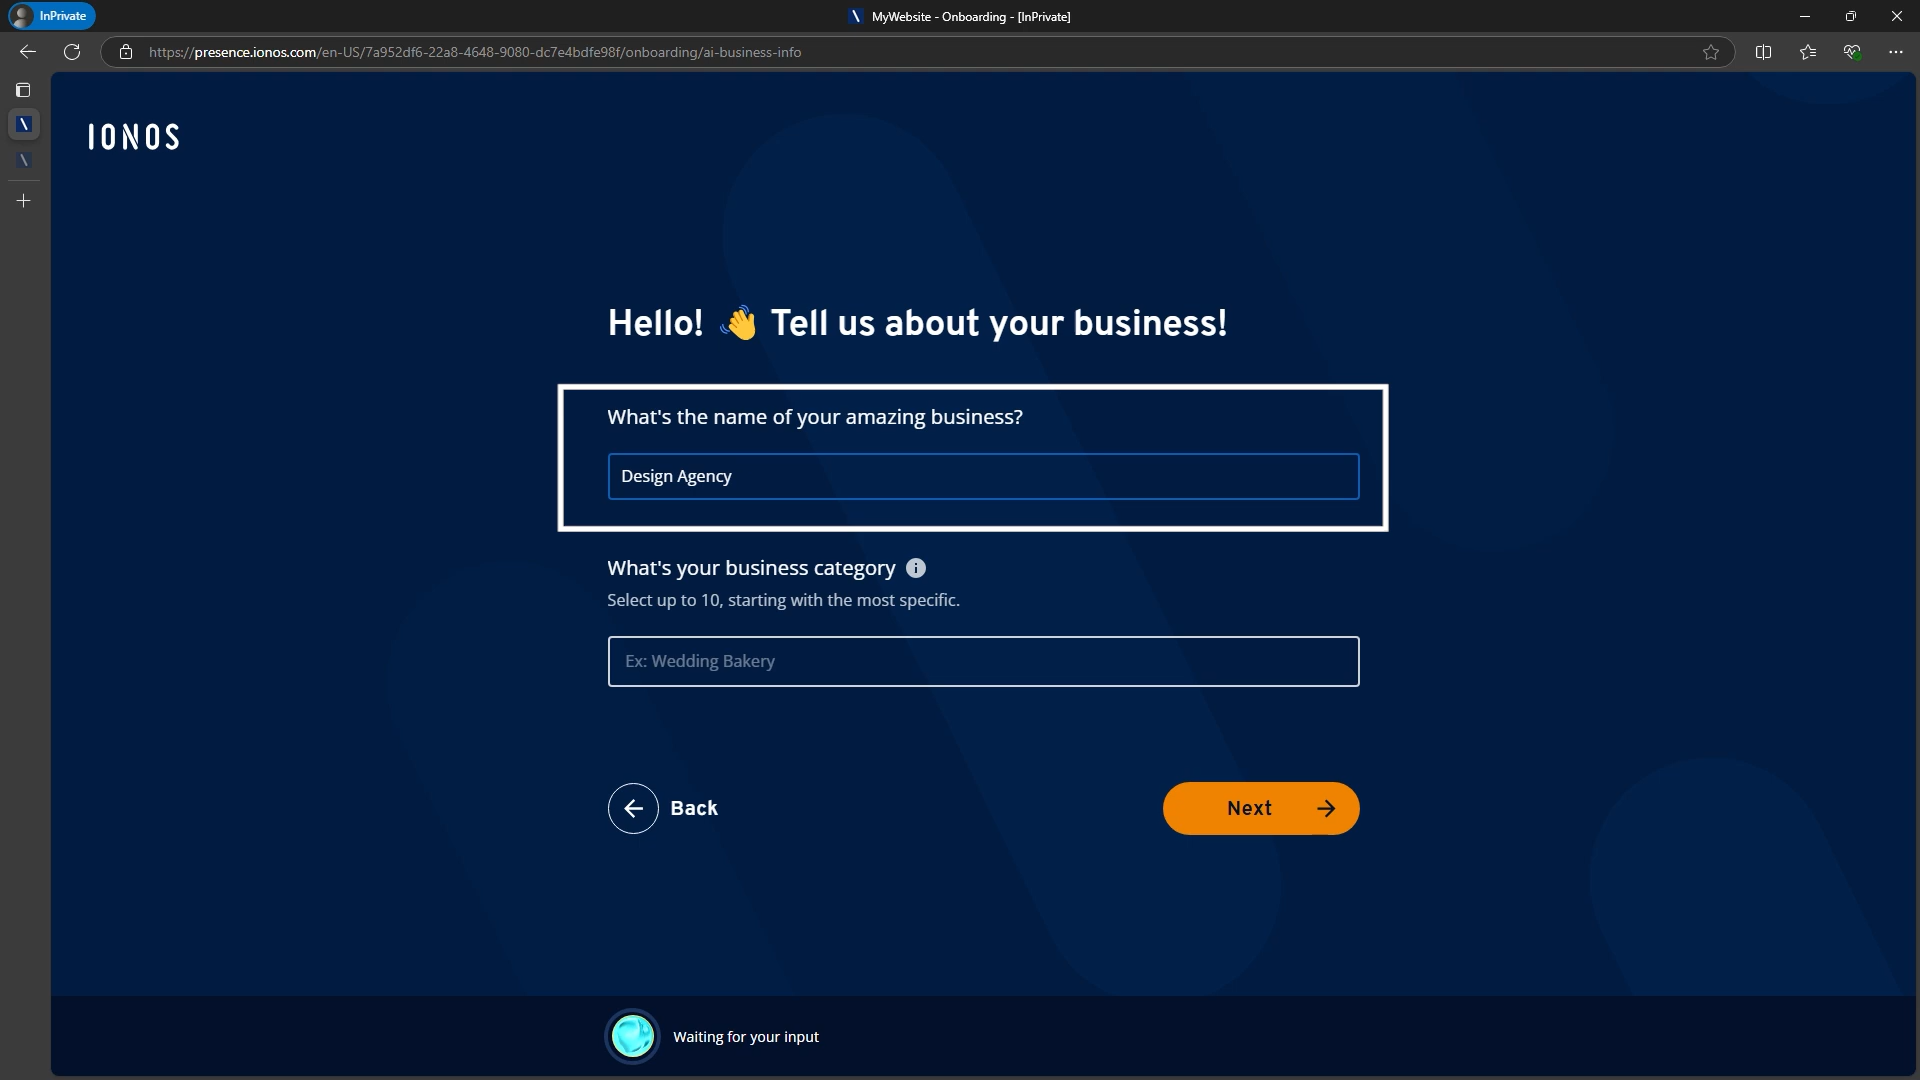 InPrivate
MyWebsite - Onboarding - [InPrivate]
https://presence.ionos.com/en-US/7a952df6-22a8-4648-9080-dc7e4bdfe98f/onboarding/ai-business-info
IONOS
Hello! 👋 Tell us about your business!
What's the name of your amazing business?
Design Agency
What's your business category
Select up to 10, starting with the most specific.
Ex: Wedding Bakery
Back
Next
Waiting for your input